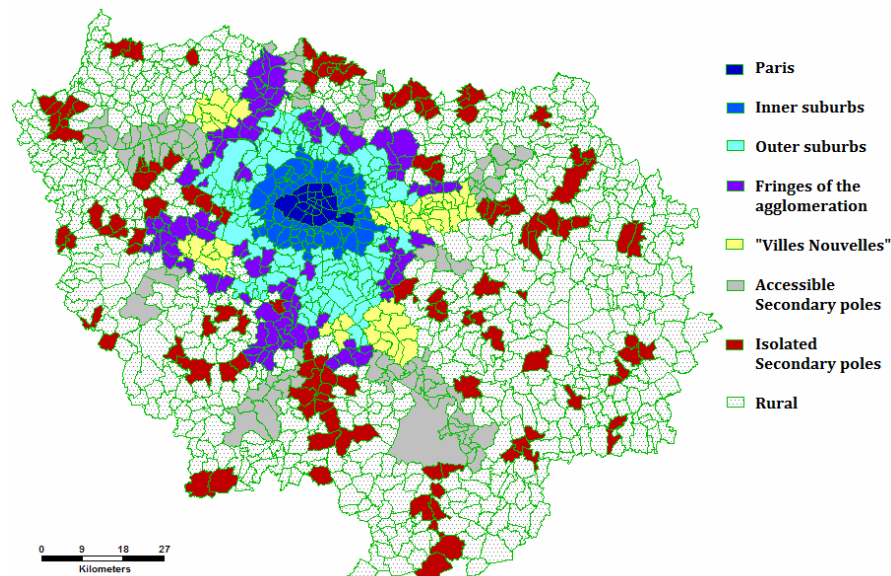 Paris
Inner suburbs
Outer suburbs
Fringes of the
agglomeration
"Villes Nouvelles"
Accessible
Secondary poles
Isolated
Secondary poles
Rural
0 9 18 27
Kilometers